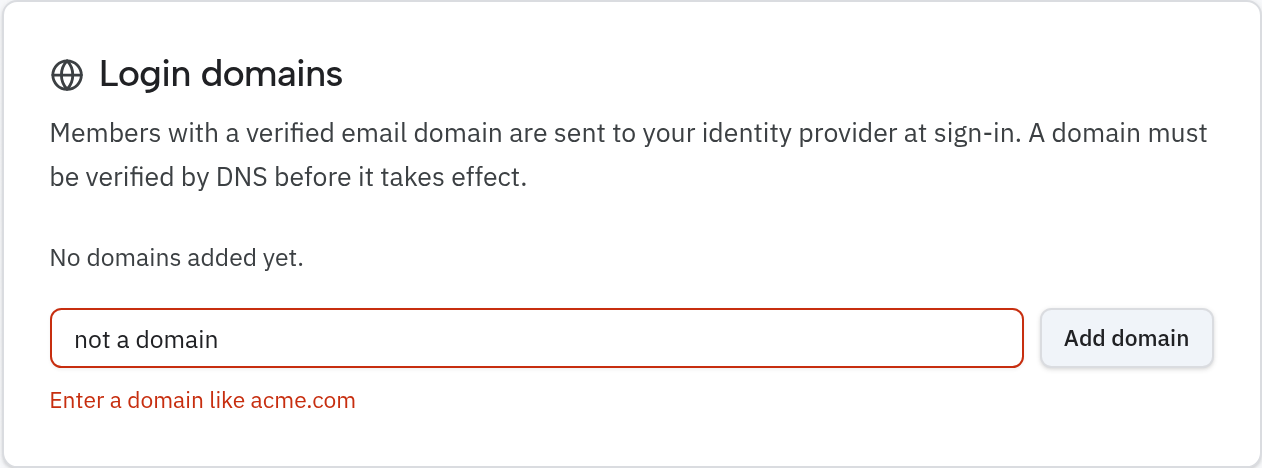 Login domains
Members with a verified email domain are sent to your identity provider at sign-in. A domain must
be verified by DNS before it takes effect.
No domains added yet.
not a domain
Add domain
Enter a domain like acme.com